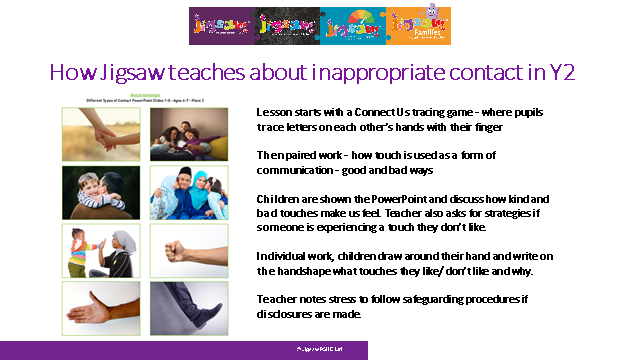 jigsaw
jigsaw
jigsaw
jigsaw
Families
How Jigsaw teaches about inappropriate contact in Y2
Relationships
Different Types of Contact PowerPoint Slides 1-8 - Ages 6-7 - Piece 2
Lesson starts with a Connect Us tracing game – where pupils
trace letters on each other's hands with their finger
Then paired work – how touch is used as a form of
communication – good and bad ways
Children are shown the PowerPoint and discuss how kind and
bad touches make us feel. Teacher also asks for strategies if
someone is experiencing a touch they don't like.
Individual work, children draw around their hand and write on
the handshape what touches they like/ don't like and why.
Teacher notes stress to follow safeguarding procedures if
disclosures are made.
© Jigsaw PSHE Ltd